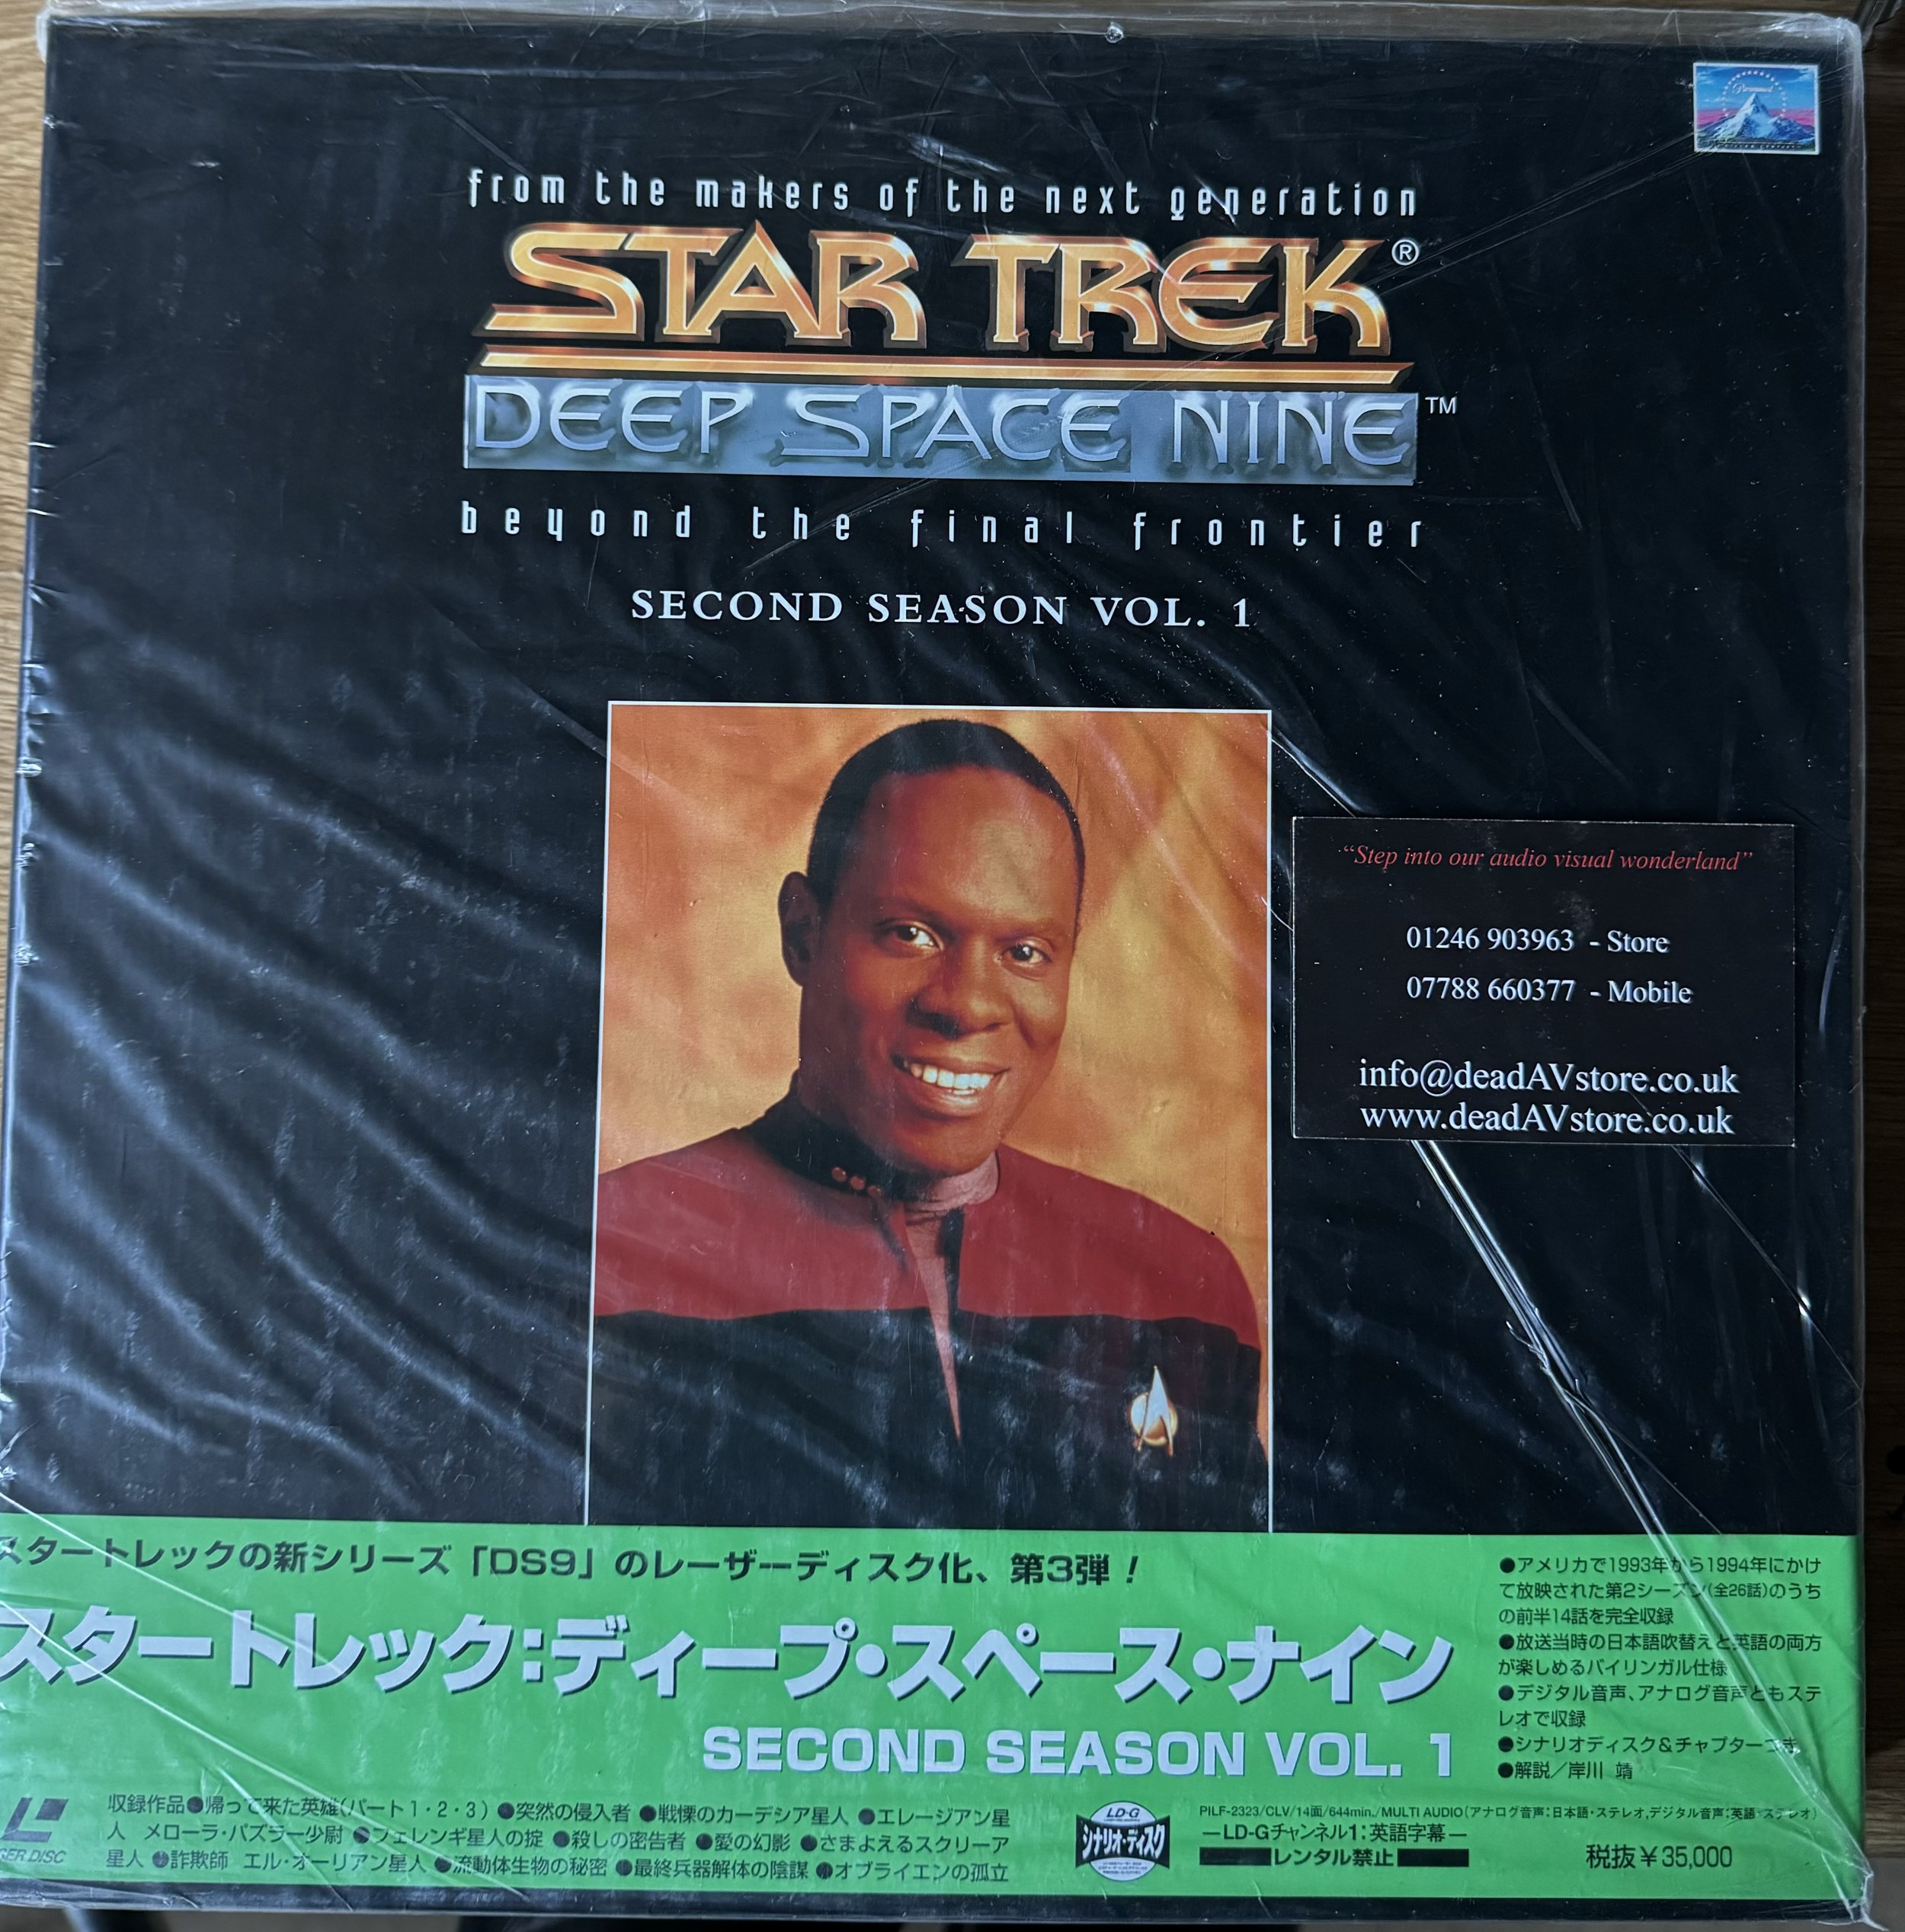 Paramount
from the makers of the next generation
STAR TREK®
DEEP SPACE NINE™
beyond the final frontier
SECOND SEASON VOL. 1
"Step into our audio visual wonderland"
01246 903963 - Store
07788 660377 - Mobile
info@deadAVstore.co.uk
www.deadAVstore.co.uk
スタートレックの新シリーズ「DS9」のレーザーディスク化、第3弾!
スタートレック:ディープ・スペース・ナイン
SECOND SEASON VOL. 1
●アメリカで1993年から1994年にかけ
て放映された第2シーズン(全26話)のうち
の前半14話を完全収録
●放送当時の日本語吹替えと英語の両方
が楽しめるバイリンガル仕様
●デジタル音声、アナログ音声ともステ
レオで収録
●シナリオディスク&チャプターつき
●解説/岸川 靖
収録作品●帰って来た英雄(パート1・2・3) ●突然の侵入者 ●戦慄のカーデシア星人 ●エレージアン星
人 メローラ・パズラー少尉 ●フェレンギ星人の掟 ●殺しの密告者 ●愛の幻影 ●さまよえるスクリーア
星人 ●詐欺師 エル・オーリアン星人 ●流動体生物の秘密 ●最終兵器解体の陰謀 ●オブライエンの孤立
SER DISC
LD-G
シナリオ・ディスク
PILF-2323/CLV/14面/644min./MULTI AUDIO(アナログ音声:日本語・ステレオ,デジタル音声:英語・ステレオ)
—LD-Gチャンネル1:英語字幕—
レンタル禁止
税抜¥35,000